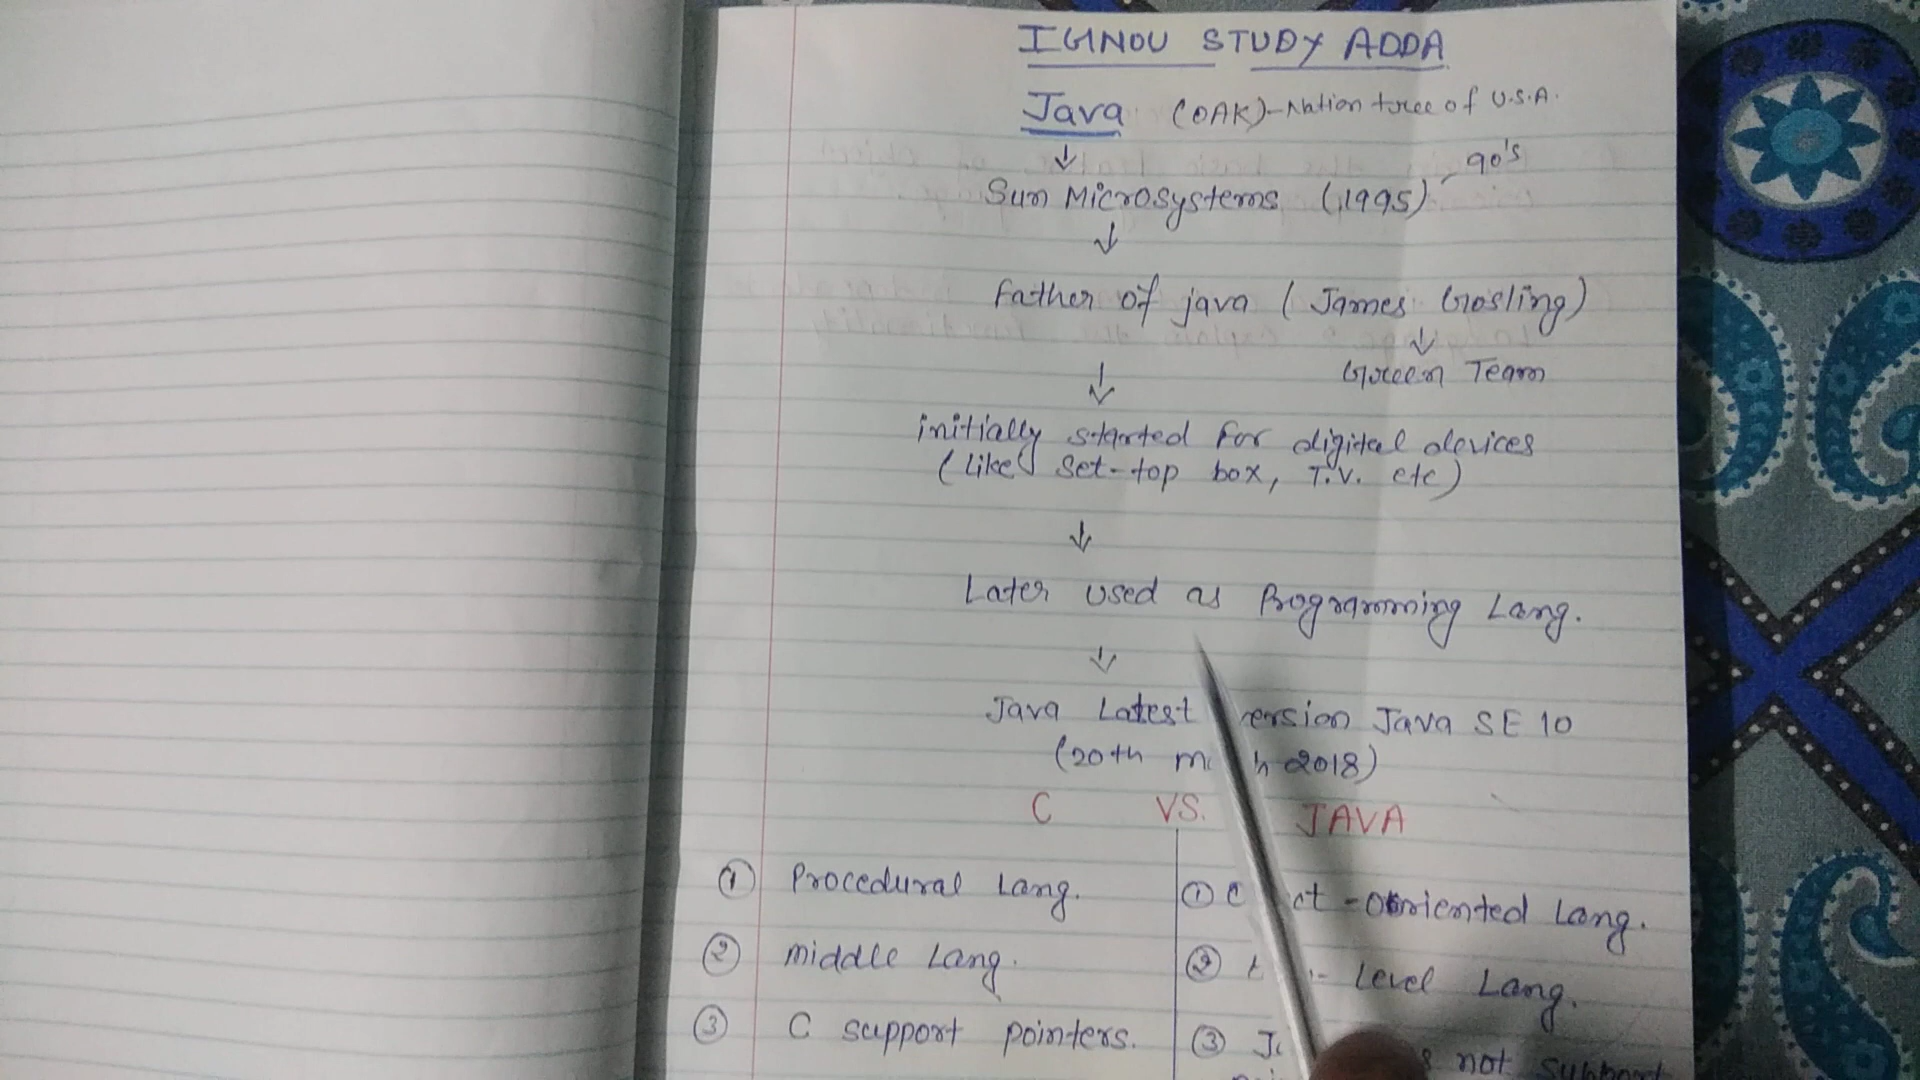 IGNOU STUDY ADDA
Java (OAK)-Nation tree of U.S.A.
90's
Sun Microsystems (1995)
Father of java (James Gosling)
Green Team
initially started for digital devices
(like set-top box, T.V. etc)
Later used as Programming Lang.
Java Latest version Java SE 10
(20th 2018)
C VS. JAVA
① Procedural Lang. ① -oriented Lang.
② middle Lang. ② -Level Lang.
③ C support pointers. ③ not support